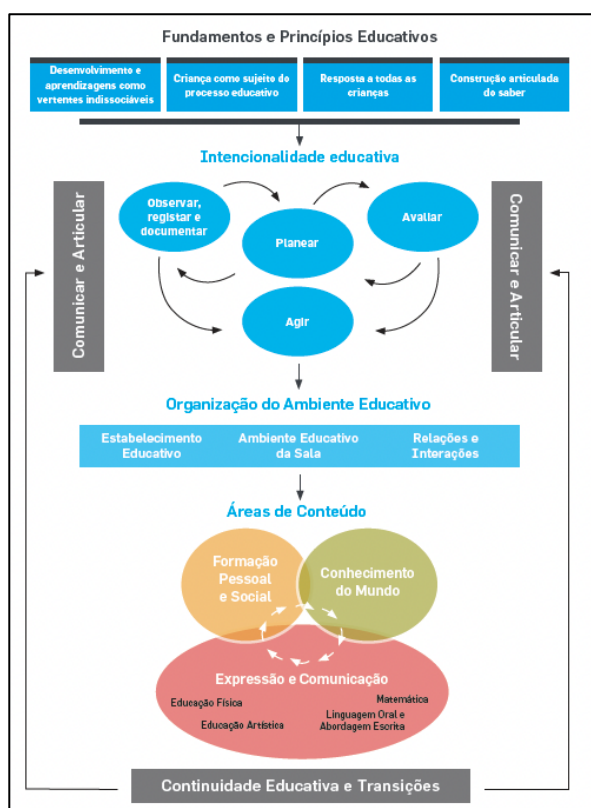 Fundamentos e Princípios Educativos
Desenvolvimento e
aprendizagens como
vertentes indissociáveis
Criança como sujeito do
processo educativo
Resposta a todas as
crianças
Construção articulada
do saber
Intencionalidade educativa
Comunicar e Articular
Observar,
registar e
documentar
Planear
Avaliar
Agir
Comunicar e Articular
Organização do Ambiente Educativo
Estabelecimento
Educativo
Ambiente Educativo
da Sala
Relações e
Interações
Áreas de Conteúdo
Formação
Pessoal
e Social
Conhecimento
do Mundo
Expressão e Comunicação
Educação Física
Matemática
Educação Artística
Linguagem Oral e
Abordagem Escrita
Continuidade Educativa e Transições